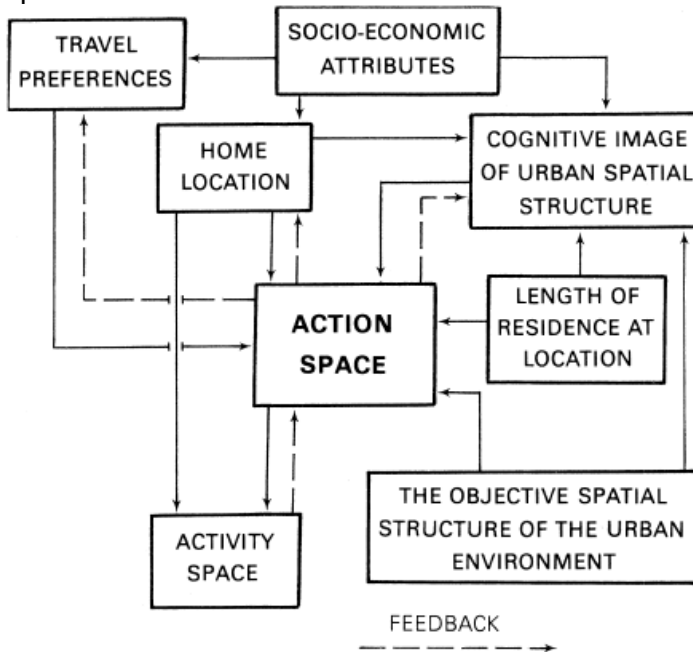 TRAVEL
PREFERENCES
SOCIO-ECONOMIC
ATTRIBUTES
HOME
LOCATION
COGNITIVE IMAGE
OF URBAN SPATIAL
STRUCTURE
ACTION
SPACE
LENGTH OF
RESIDENCE AT
LOCATION
ACTIVITY
SPACE
THE OBJECTIVE SPATIAL
STRUCTURE OF THE URBAN
ENVIRONMENT
FEEDBACK